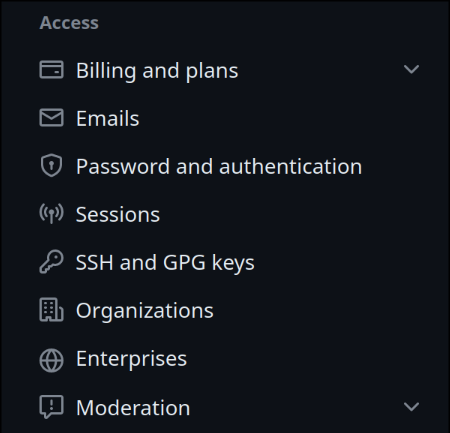 Access
Billing and plans
Emails
Password and authentication
Sessions
SSH and GPG keys
Organizations
Enterprises
Moderation